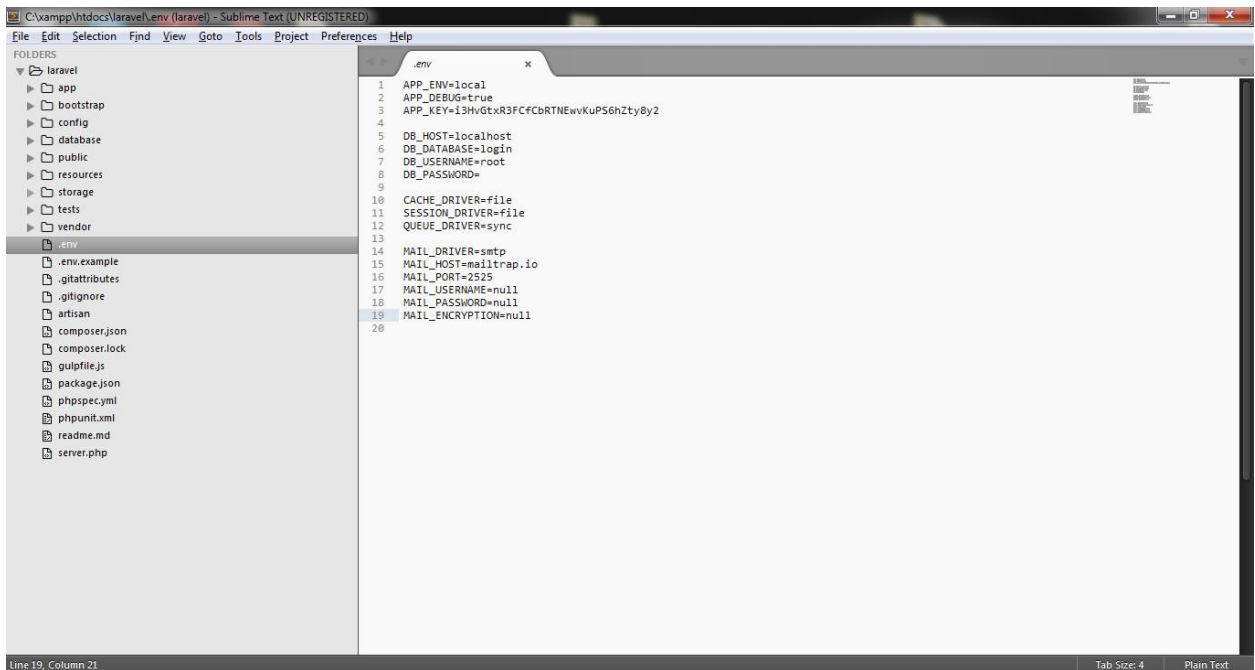 C:\xampp\htdocs\laravel\.env (laravel) - Sublime Text (UNREGISTERED)
File Edit Selection Find View Goto Tools Project Preferences Help
FOLDERS
laravel
app
bootstrap
config
database
public
resources
storage
tests
vendor
.env
.env.example
.gitattributes
.gitignore
artisan
composer.json
composer.lock
gulpfile.js
package.json
phpspec.yml
phpunit.xml
readme.md
server.php
.env
1 APP_ENV=local
2 APP_DEBUG=true
3 APP_KEY=i3HvGtxR3FCfCbRTNEwvKuPS6hZty8y2
4
5 DB_HOST=localhost
6 DB_DATABASE=login
7 DB_USERNAME=root
8 DB_PASSWORD=
9
10 CACHE_DRIVER=file
11 SESSION_DRIVER=file
12 QUEUE_DRIVER=sync
13
14 MAIL_DRIVER=smtp
15 MAIL_HOST=mailtrap.io
16 MAIL_PORT=2525
17 MAIL_USERNAME=null
18 MAIL_PASSWORD=null
19 MAIL_ENCRYPTION=null
20
Line 19, Column 21
Tab Size: 4 Plain Text